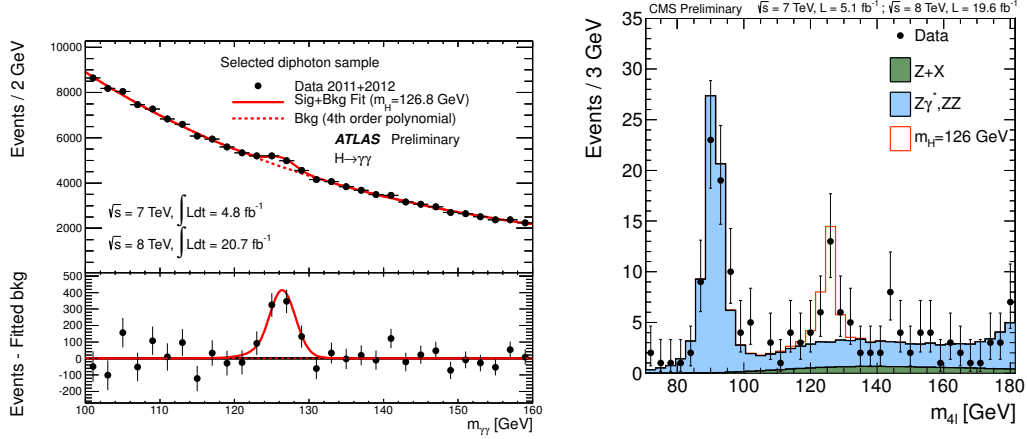 Events / 2 GeV
10000
8000
6000
4000
2000
Selected diphoton sample
Data 2011+2012
Sig+Bkg Fit (m_H=126.8 GeV)
Bkg (4th order polynomial)
ATLAS Preliminary
H→γγ
√s = 7 TeV, ∫Ldt = 4.8 fb⁻¹
√s = 8 TeV, ∫Ldt = 20.7 fb⁻¹
Events - Fitted bkg
500
400
300
200
100
0
-100
-200
100 110 120 130 140 150 160
m_γγ [GeV]
CMS Preliminary √s = 7 TeV, L = 5.1 fb⁻¹ ; √s = 8 TeV, L = 19.6 fb⁻¹
Events / 3 GeV
35
30
25
20
15
10
5
0
Data
Z+X
Zγ*,ZZ
m_H=126 GeV
80 100 120 140 160 180
m_4l [GeV]